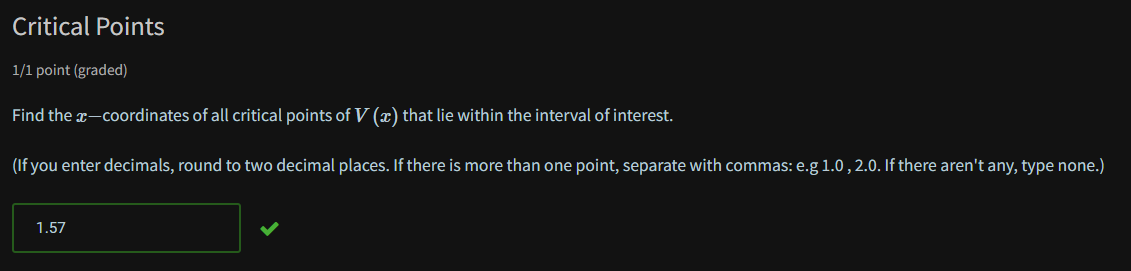 Critical Points
1/1 point (graded)
Find the x−coordinates of all critical points of V (x) that lie within the interval of interest.
(If you enter decimals, round to two decimal places. If there is more than one point, separate with commas: e.g 1.0 , 2.0. If there aren't any, type none.)
1.57